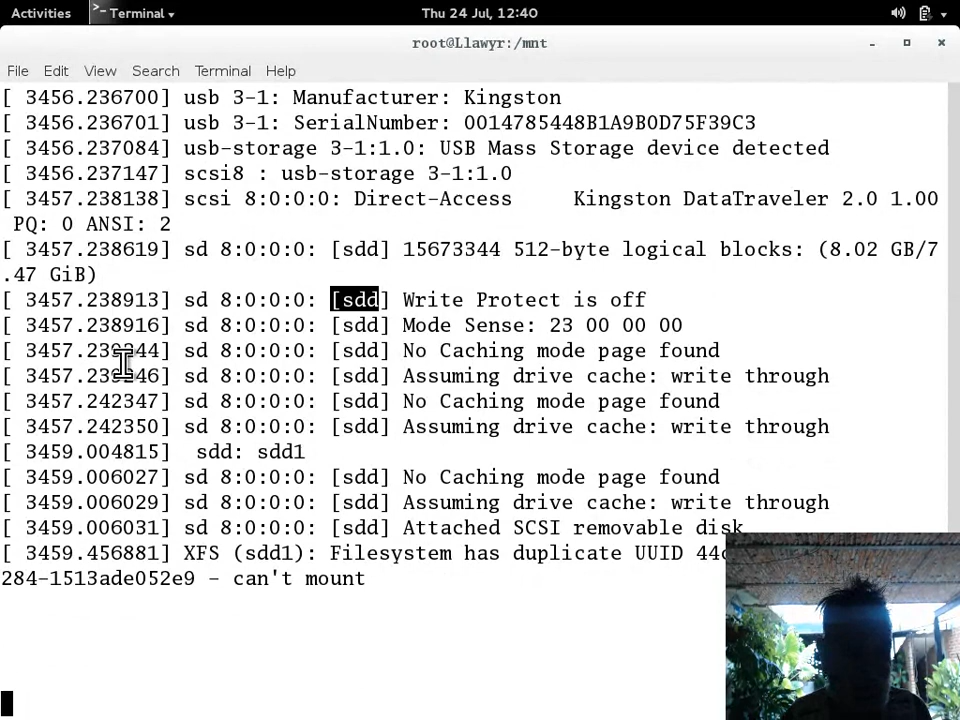 Activities Terminal Thu 24 Jul, 12:40
root@Llawyr:/mnt
File Edit View Search Terminal Help
[ 3456.236700] usb 3-1: Manufacturer: Kingston
[ 3456.236701] usb 3-1: SerialNumber: 0014785448B1A9B0D75F39C3
[ 3456.237084] usb-storage 3-1:1.0: USB Mass Storage device detected
[ 3456.237147] scsi8 : usb-storage 3-1:1.0
[ 3457.238138] scsi 8:0:0:0: Direct-Access     Kingston DataTraveler 2.0 1.00
PQ: 0 ANSI: 2
[ 3457.238619] sd 8:0:0:0: [sdd] 15673344 512-byte logical blocks: (8.02 GB/7
.47 GiB)
[ 3457.238913] sd 8:0:0:0: [sdd] Write Protect is off
[ 3457.238916] sd 8:0:0:0: [sdd] Mode Sense: 23 00 00 00
sd 8:0:0:0: [sdd] No Caching mode page found
sd 8:0:0:0: [sdd] Assuming drive cache: write through
[ 3457.242347] sd 8:0:0:0: [sdd] No Caching mode page found
[ 3457.242350] sd 8:0:0:0: [sdd] Assuming drive cache: write through
[ 3459.004815]  sdd: sdd1
[ 3459.006027] sd 8:0:0:0: [sdd] No Caching mode page found
[ 3459.006029] sd 8:0:0:0: [sdd] Assuming drive cache: write through
[ 3459.006031] sd 8:0:0:0: [sdd] Attached SCSI removable disk
[ 3459.456881] XFS (sdd1): Filesystem has duplicate UUID
284-1513ade052e9 - can't mount